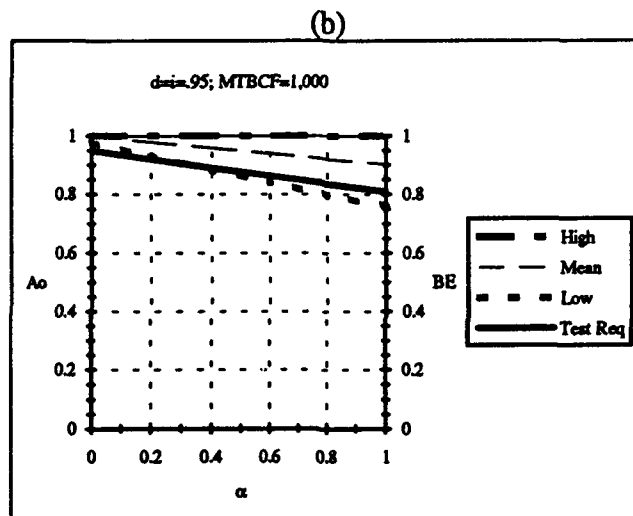 (b)
d=i=.95; MTBCF=1,000
1 1
0.8 0.8
0.6 0.6
Ao BE
0.4 0.4
0.2 0.2
0 0
0 0.2 0.4 0.6 0.8 1
α
High
Mean
Low
Test Req